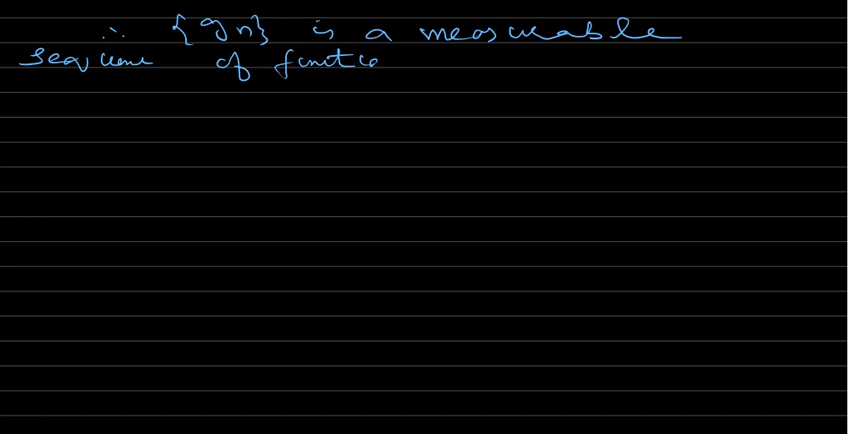 ∴ {gn} is a measurable
sequence of functio